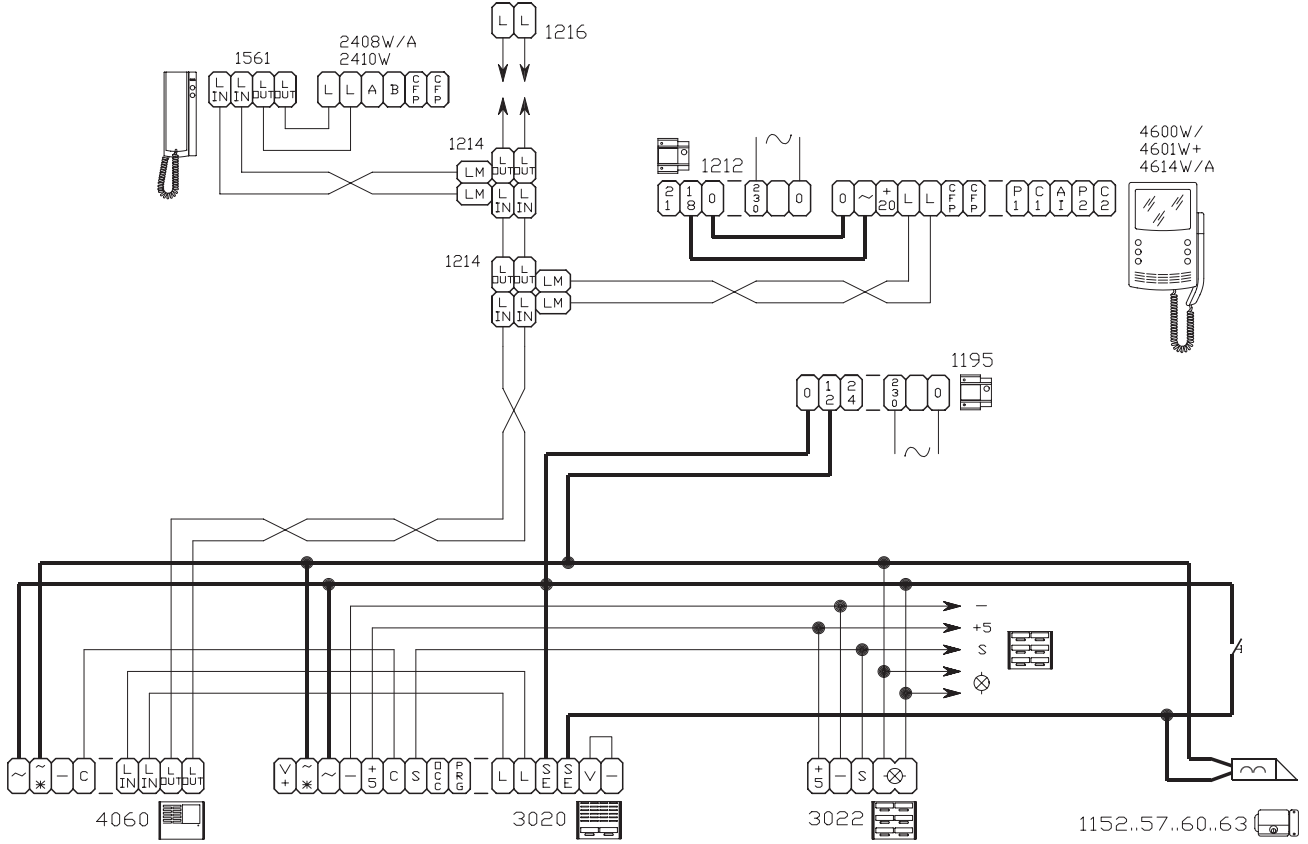 L L 1216
1561
2408W/A
2410W
L IN L IN L OUT L OUT
L L A B CFP CFP
1214
LM L OUT L OUT
LM L IN L IN
1212
21 18 0 230 0
0 ~ +20 L L CFP CFP P1 C1 AI P2 C2
4600W/
4601W+
4614W/A
1214
L OUT L OUT LM
L IN L IN LM
1195
0 12 24 230 0
~
~
−
+5
S
~ ~* − C L IN L IN L OUT L OUT
V+ ~* ~ − +5 C S OCC PRG L L SE SE V −
+5 − S
4060
3020
3022
1152..57..60..63